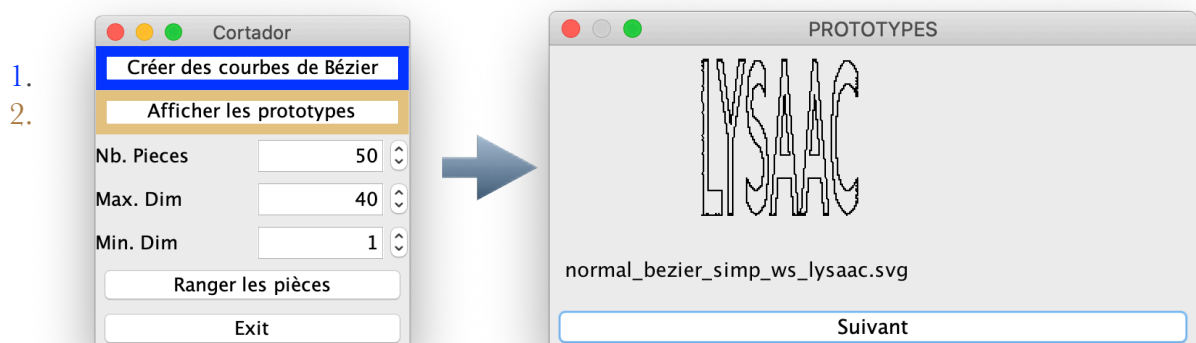 Cortador
1. Créer des courbes de Bézier
2. Afficher les prototypes
Nb. Pieces 50
Max. Dim 40
Min. Dim 1
Ranger les pièces
Exit
PROTOTYPES
LYSAAC
normal_bezier_simp_ws_lysaac.svg
Suivant